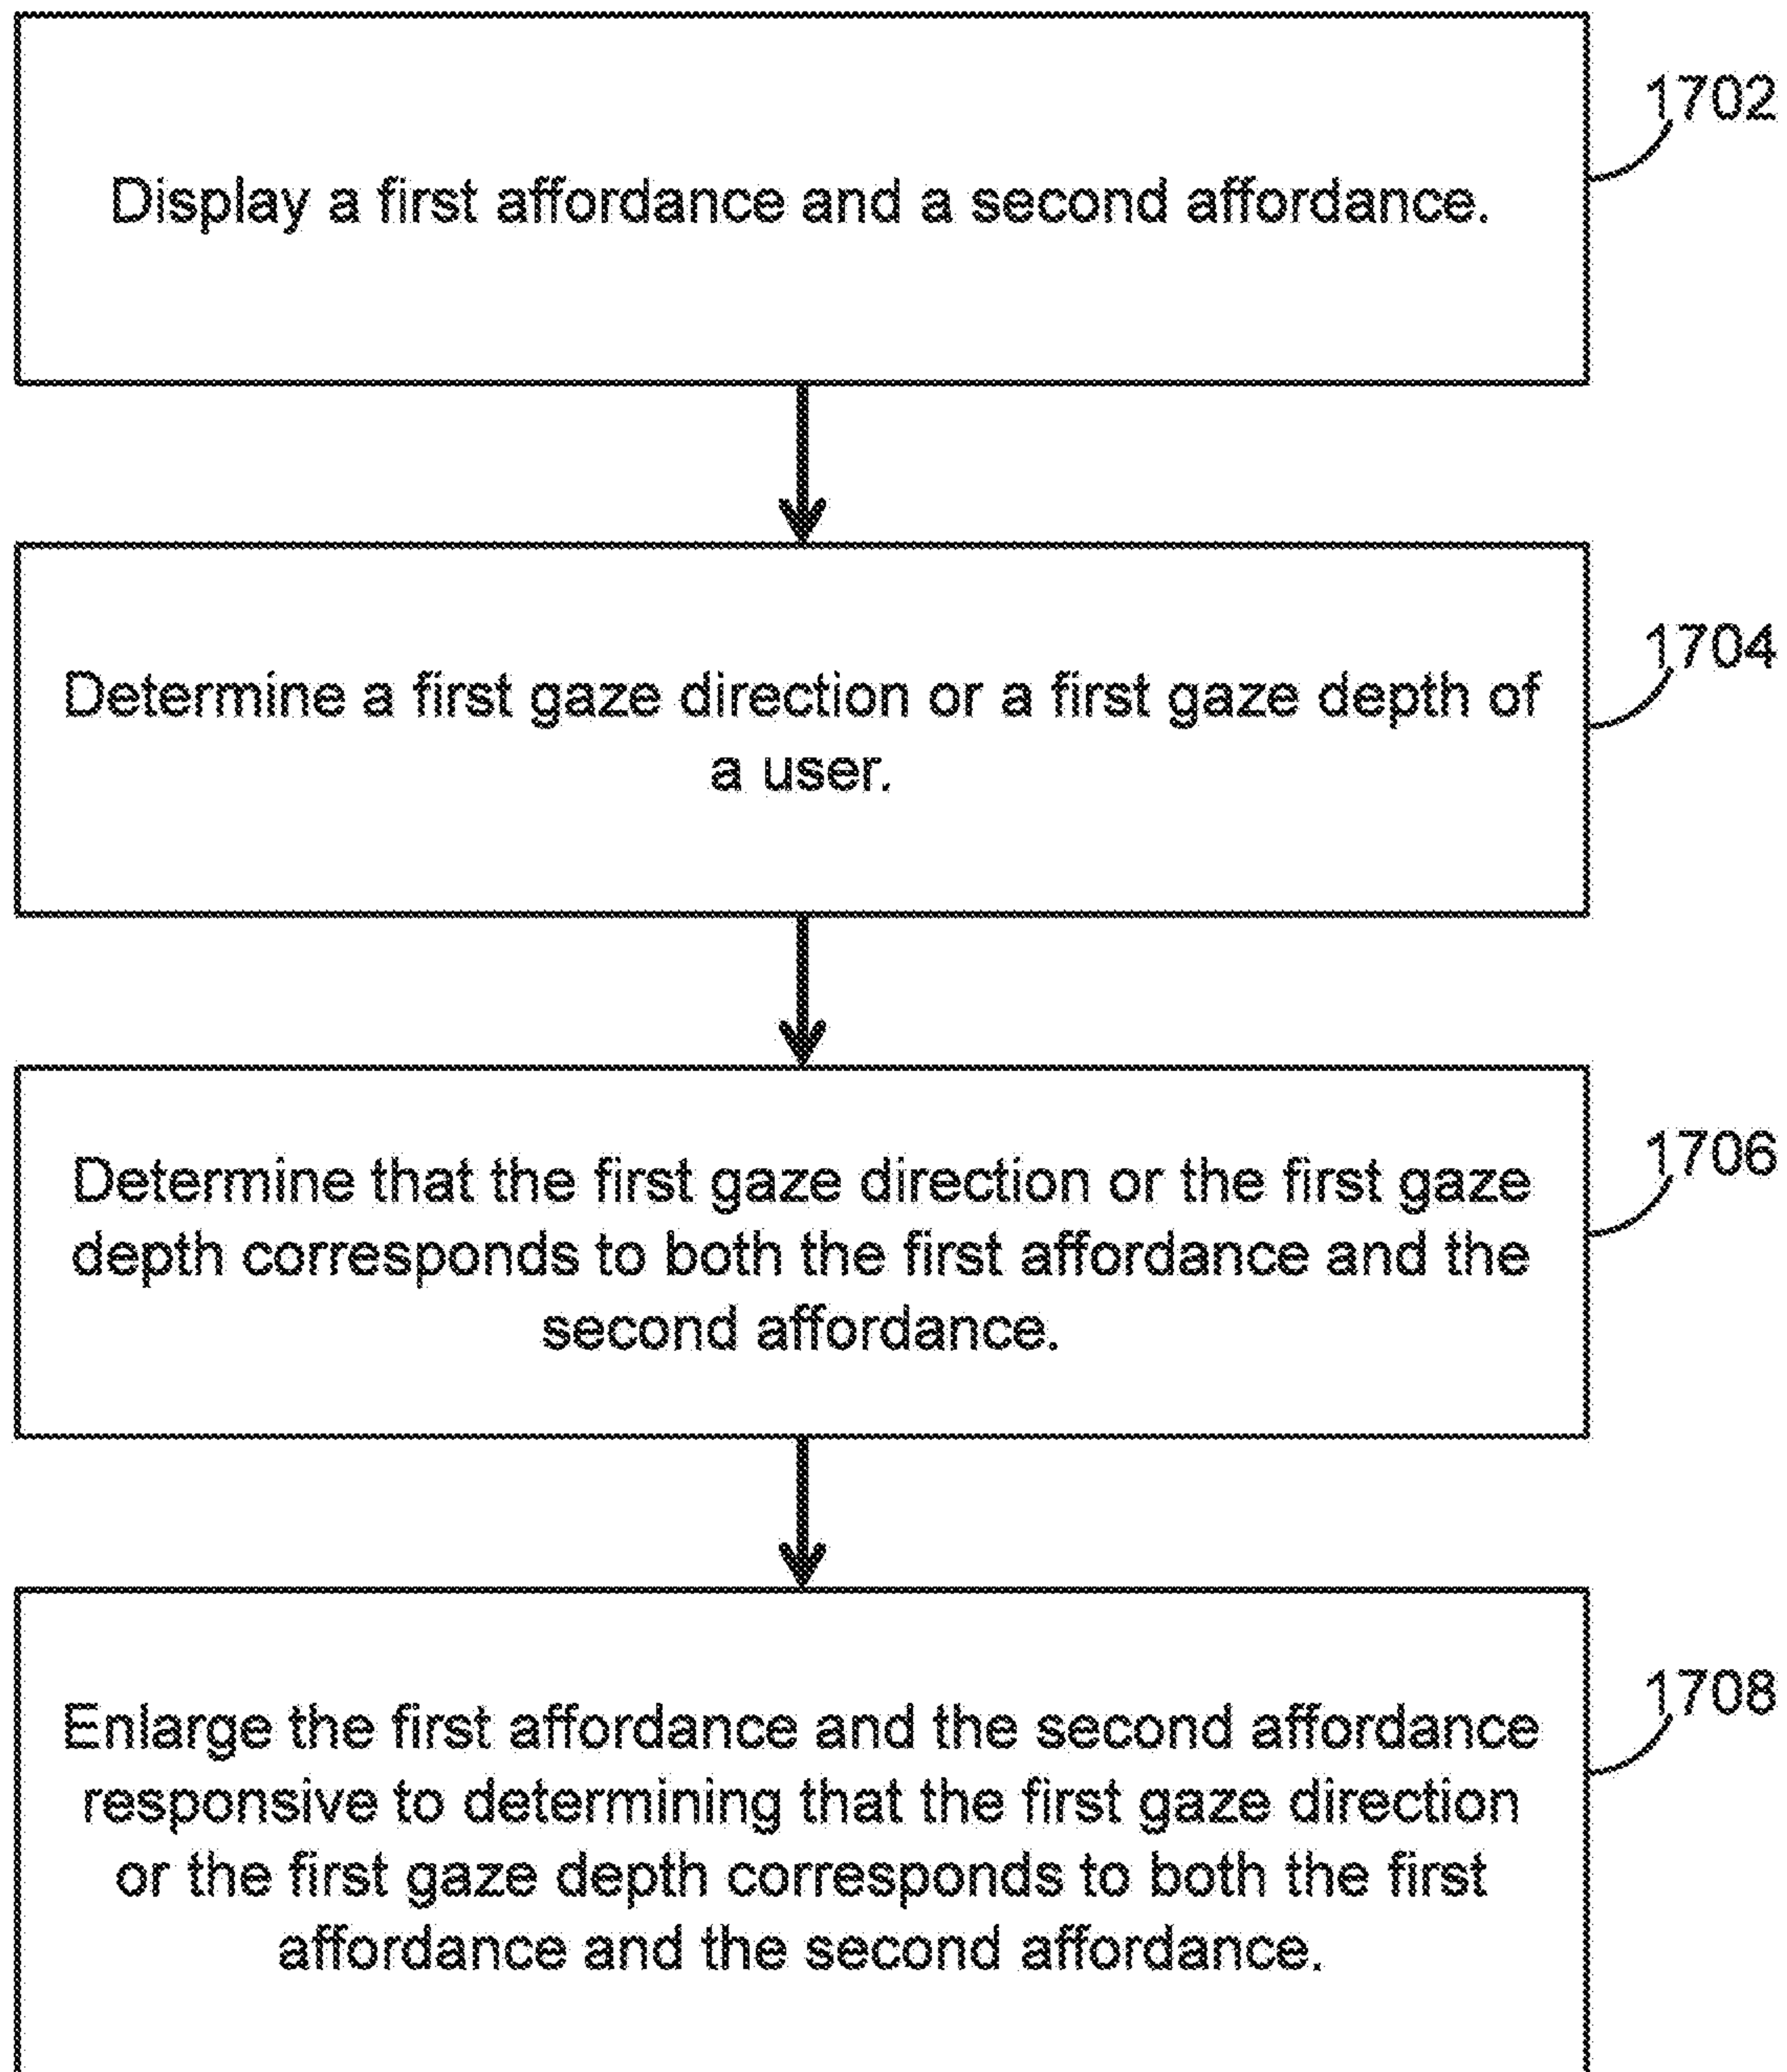 1702
Display a first affordance and a second affordance.
1704
Determine a first gaze direction or a first gaze depth of
a user.
1706
Determine that the first gaze direction or the first gaze
depth corresponds to both the first affordance and the
second affordance.
1708
Enlarge the first affordance and the second affordance
responsive to determining that the first gaze direction
or the first gaze depth corresponds to both the first
affordance and the second affordance.